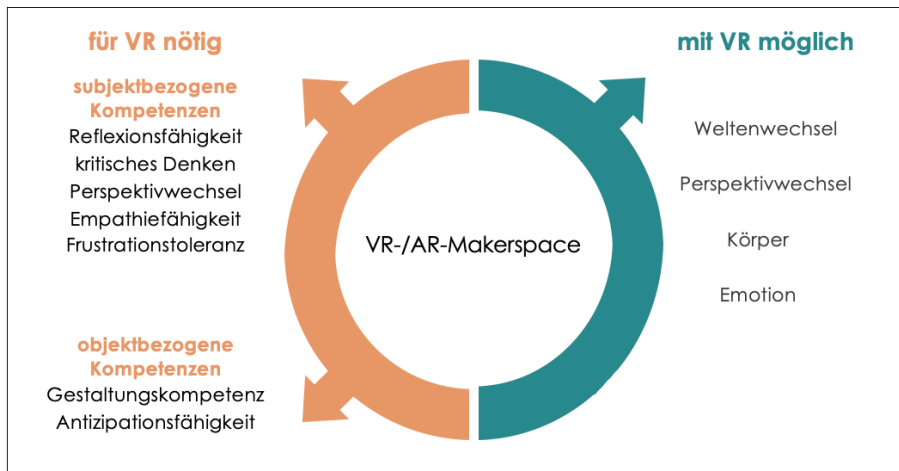 für VR nötig
subjektbezogene
Kompetenzen
Reflexionsfähigkeit
kritisches Denken
Perspektivwechsel
Empathiefähigkeit
Frustrationstoleranz
objektbezogene
Kompetenzen
Gestaltungskompetenz
Antizipationsfähigkeit
VR-/AR-Makerspace
mit VR möglich
Weltenwechsel
Perspektivwechsel
Körper
Emotion